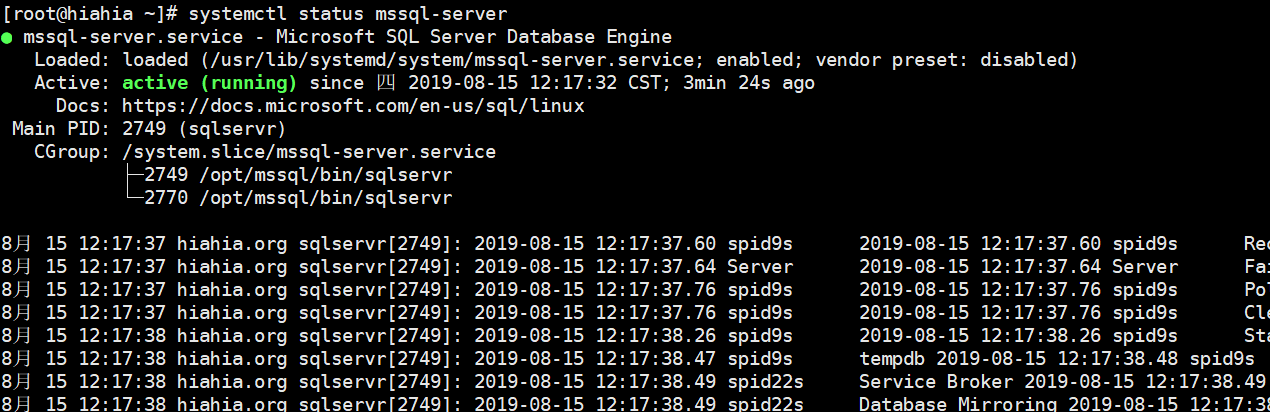 [root@hiahia ~]# systemctl status mssql-server
● mssql-server.service - Microsoft SQL Server Database Engine
Loaded: loaded (/usr/lib/systemd/system/mssql-server.service; enabled; vendor preset: disabled)
Active: active (running) since 四 2019-08-15 12:17:32 CST; 3min 24s ago
Docs: https://docs.microsoft.com/en-us/sql/linux
Main PID: 2749 (sqlservr)
CGroup: /system.slice/mssql-server.service
├─2749 /opt/mssql/bin/sqlservr
└─2770 /opt/mssql/bin/sqlservr
8月 15 12:17:37 hiahia.org sqlservr[2749]: 2019-08-15 12:17:37.60 spid9s 2019-08-15 12:17:37.60 spid9s
8月 15 12:17:37 hiahia.org sqlservr[2749]: 2019-08-15 12:17:37.64 Server 2019-08-15 12:17:37.64 Server
8月 15 12:17:37 hiahia.org sqlservr[2749]: 2019-08-15 12:17:37.76 spid9s 2019-08-15 12:17:37.76 spid9s
8月 15 12:17:37 hiahia.org sqlservr[2749]: 2019-08-15 12:17:37.76 spid9s 2019-08-15 12:17:37.76 spid9s
8月 15 12:17:38 hiahia.org sqlservr[2749]: 2019-08-15 12:17:38.26 spid9s 2019-08-15 12:17:38.26 spid9s
8月 15 12:17:38 hiahia.org sqlservr[2749]: 2019-08-15 12:17:38.47 spid9s tempdb 2019-08-15 12:17:38.48 spid9s
8月 15 12:17:38 hiahia.org sqlservr[2749]: 2019-08-15 12:17:38.49 spid22s Service Broker 2019-08-15 12:17:38.49
8月 15 12:17:38 hiahia.org sqlservr[2749]: 2019-08-15 12:17:38.49 spid22s Database Mirroring 2019-08-15